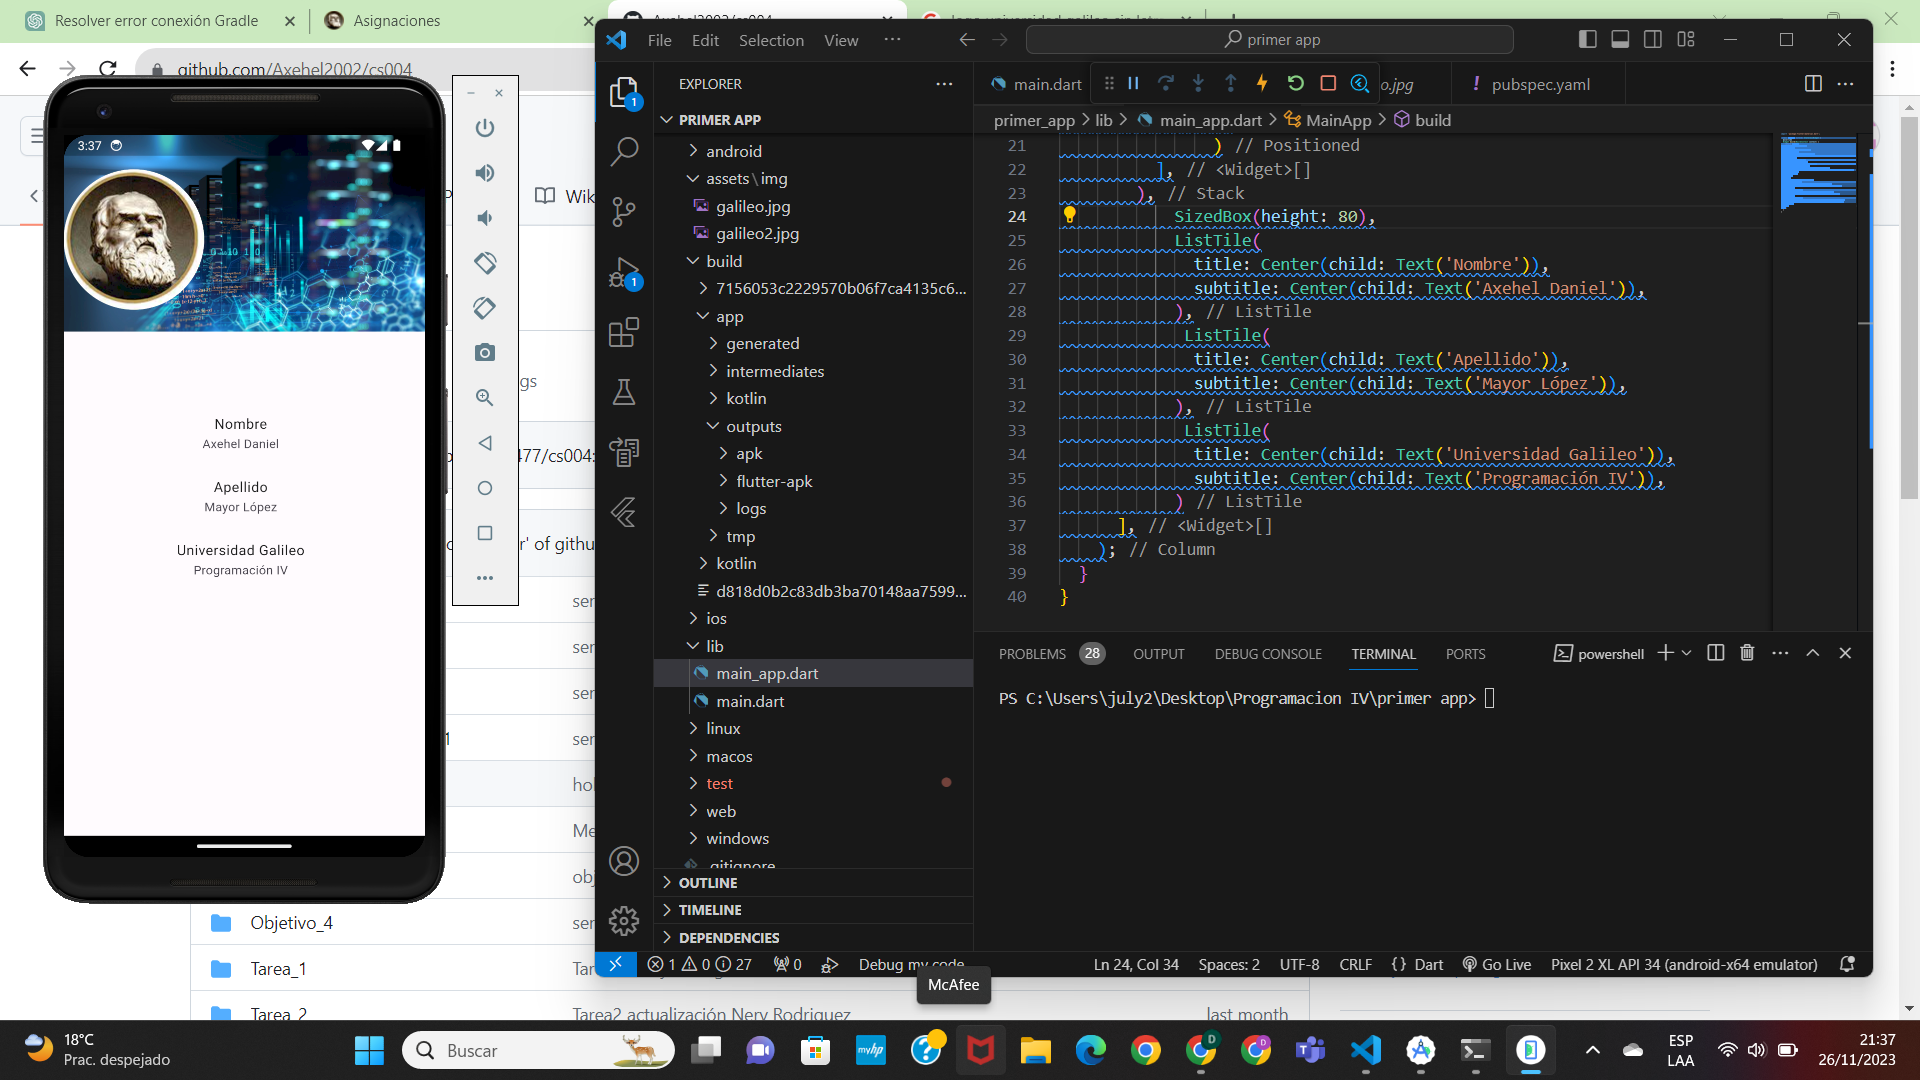 Resolver error conexión Gradle
Asignaciones
github.com/Axehel2002/cs004
File
Edit
Selection
View
primer app
EXPLORER
PRIMER APP
android
assets\img
galileo.jpg
galileo2.jpg
build
7156053c2229570b06f7ca4135c6...
app
generated
intermediates
kotlin
outputs
apk
flutter-apk
logs
tmp
kotlin
d818d0b2c83db3ba70148aa7599...
ios
lib
main_app.dart
main.dart
linux
macos
test
web
windows
.gitignore
OUTLINE
TIMELINE
DEPENDENCIES
main.dart
o.jpg
pubspec.yaml
primer_app > lib > main_app.dart > MainApp > build
21 ) // Positioned
22 ], // <Widget>[]
23 ), // Stack
24 SizedBox(height: 80),
25 ListTile(
26 title: Center(child: Text('Nombre')),
27 subtitle: Center(child: Text('Axehel Daniel')),
28 ), // ListTile
29 ListTile(
30 title: Center(child: Text('Apellido')),
31 subtitle: Center(child: Text('Mayor López')),
32 ), // ListTile
33 ListTile(
34 title: Center(child: Text('Universidad Galileo')),
35 subtitle: Center(child: Text('Programación IV')),
36 ) // ListTile
37 ], // <Widget>[]
38 ); // Column
39 }
40 }
PROBLEMS 28
OUTPUT
DEBUG CONSOLE
TERMINAL
PORTS
powershell
PS C:\Users\july2\Desktop\Programacion IV\primer app>
1 0 27
0
Debug my code
Ln 24, Col 34
Spaces: 2
UTF-8
CRLF
{} Dart
Go Live
Pixel 2 XL API 34 (android-x64 emulator)
McAfee
3:37
Nombre
Axehel Daniel
Apellido
Mayor López
Universidad Galileo
Programación IV
Wik
gs
477/cs004:
r' of githu
ser
ser
ser
1
ser
hol
Me
obj
Objetivo_4
ser
Tarea_1
Tar
Tarea_2
Tarea2 actualización Nery Rodriguez
last month
18°C
Prac. despejado
Buscar
ESP
LAA
21:37
26/11/2023